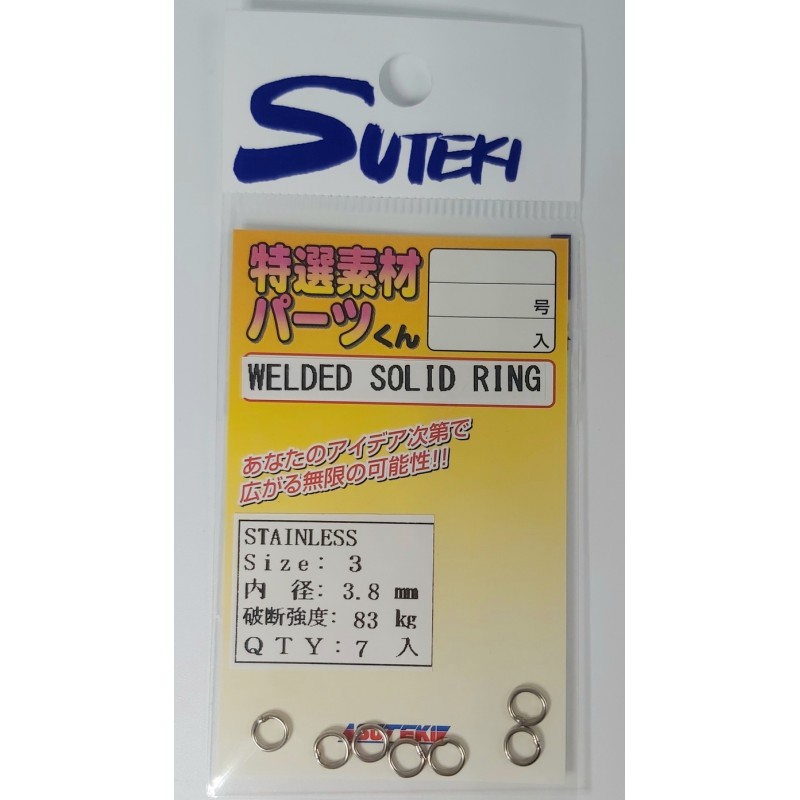 SUTEKI
特選素材
パーツくん
号
入
WELDED SOLID RING
あなたのアイデア次第で
広がる無限の可能性!!
STAINLESS
Size: 3
内 径: 3.8 mm
破断強度: 83 kg
QTY: 7 入
SUTEKI